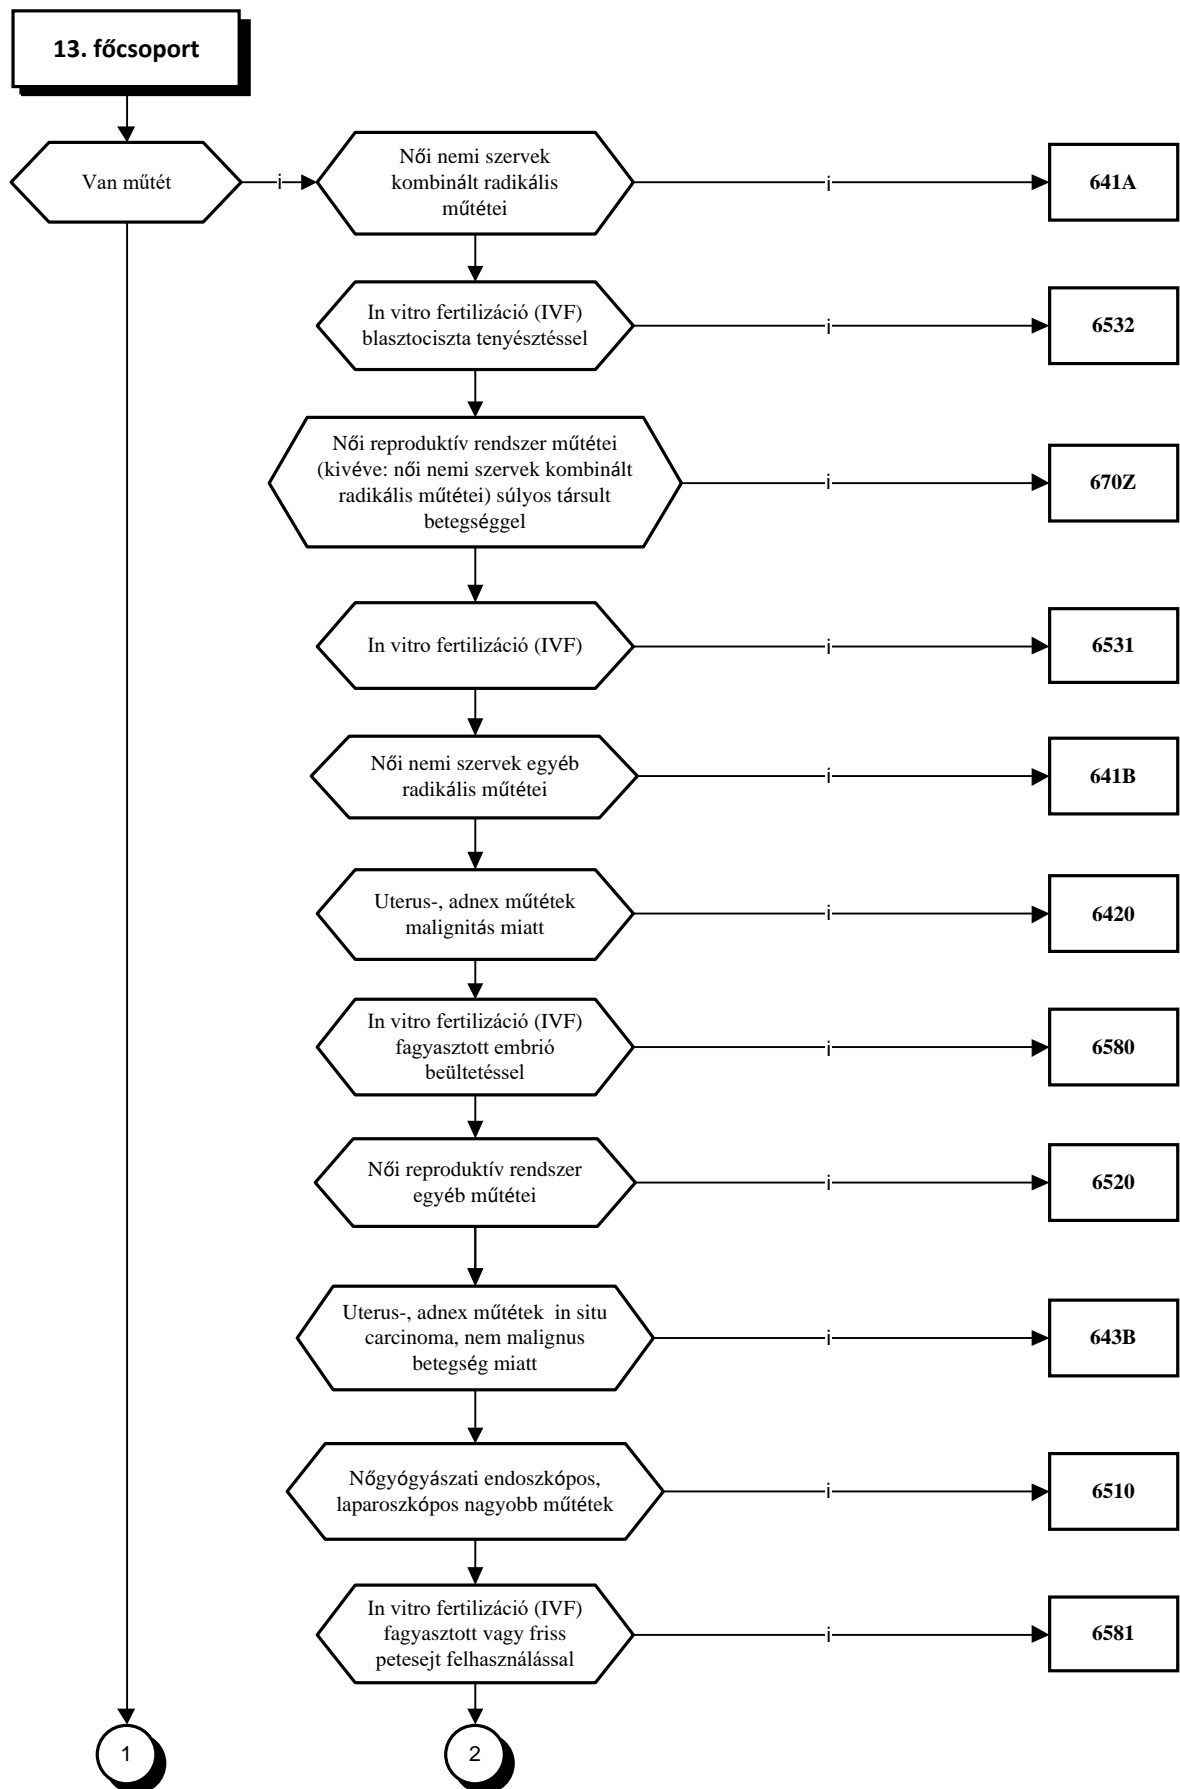 13. főcsoport
Van műtét
i
Női nemi szervek
kombinált radikális
műtétei
i
641A
In vitro fertilizáció (IVF)
blasztociszta tenyésztéssel
i
6532
Női reproduktív rendszer műtétei
(kivéve: női nemi szervek kombinált
radikális műtétei) súlyos társult
betegséggel
i
670Z
In vitro fertilizáció (IVF)
i
6531
Női nemi szervek egyéb
radikális műtétei
i
641B
Uterus-, adnex műtétek
malignitás miatt
i
6420
In vitro fertilizáció (IVF)
fagyasztott embrió
beültetéssel
i
6580
Női reproduktív rendszer
egyéb műtétei
i
6520
Uterus-, adnex műtétek in situ
carcinoma, nem malignus
betegség miatt
i
643B
Nőgyógyászati endoszkópos,
laparoszkópos nagyobb műtétek
i
6510
In vitro fertilizáció (IVF)
fagyasztott vagy friss
petesejt felhasználással
i
6581
1
2